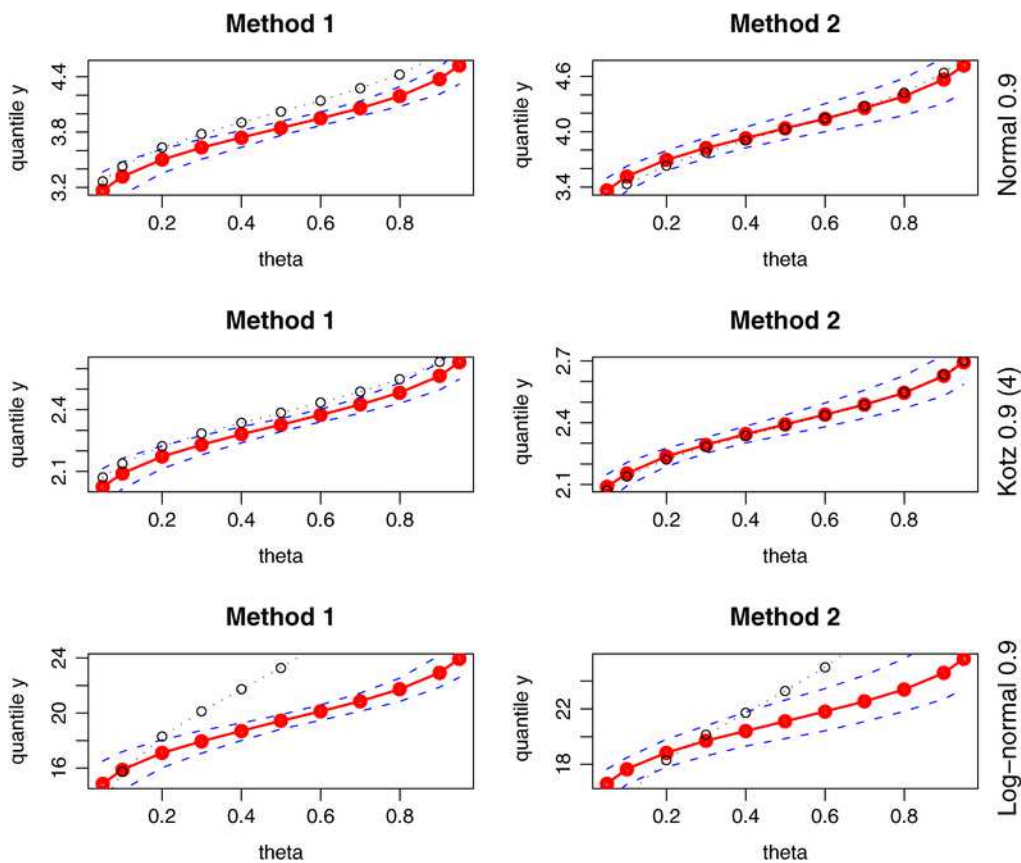 Method 1
Method 2
quantile y
4.4
3.8
3.2
0.2 0.4 0.6 0.8
theta
quantile y
4.6
4.0
3.4
0.2 0.4 0.6 0.8
theta
Normal 0.9
Method 1
Method 2
quantile y
2.4
2.1
0.2 0.4 0.6 0.8
theta
quantile y
2.7
2.4
2.1
0.2 0.4 0.6 0.8
theta
Kotz 0.9 (4)
Method 1
Method 2
quantile y
24
20
16
0.2 0.4 0.6 0.8
theta
quantile y
22
18
0.2 0.4 0.6 0.8
theta
Log−normal 0.9